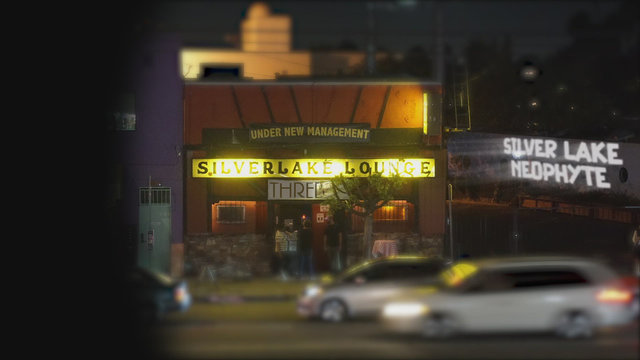 UNDER NEW MANAGEMENT
SILVERLAKE LOUNGE
THREE
SILVER LAKE
NEOPHYTE